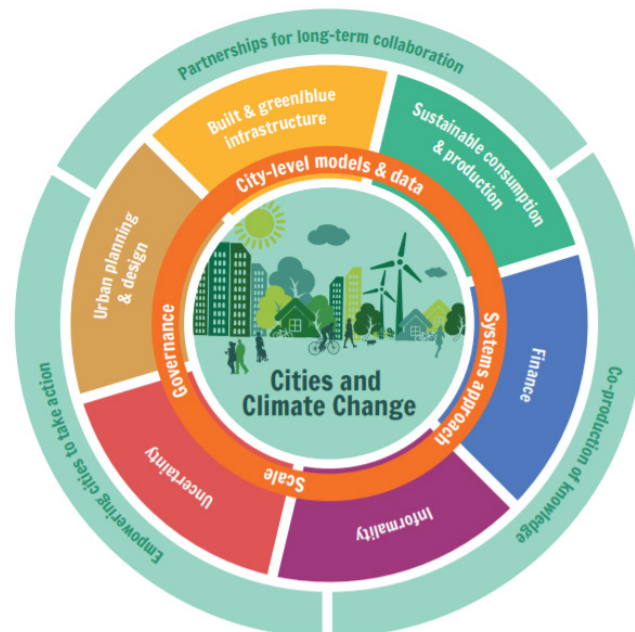 Partnerships for long-term collaboration
Co-production of knowledge
Empowering cities to take action
Built & green/blue
infrastructure
Sustainable consumption
& production
Finance
Informality
Uncertainty
Urban planning
& design
City-level models & data
Systems approach
Scale
Governance
Cities and
Climate Change